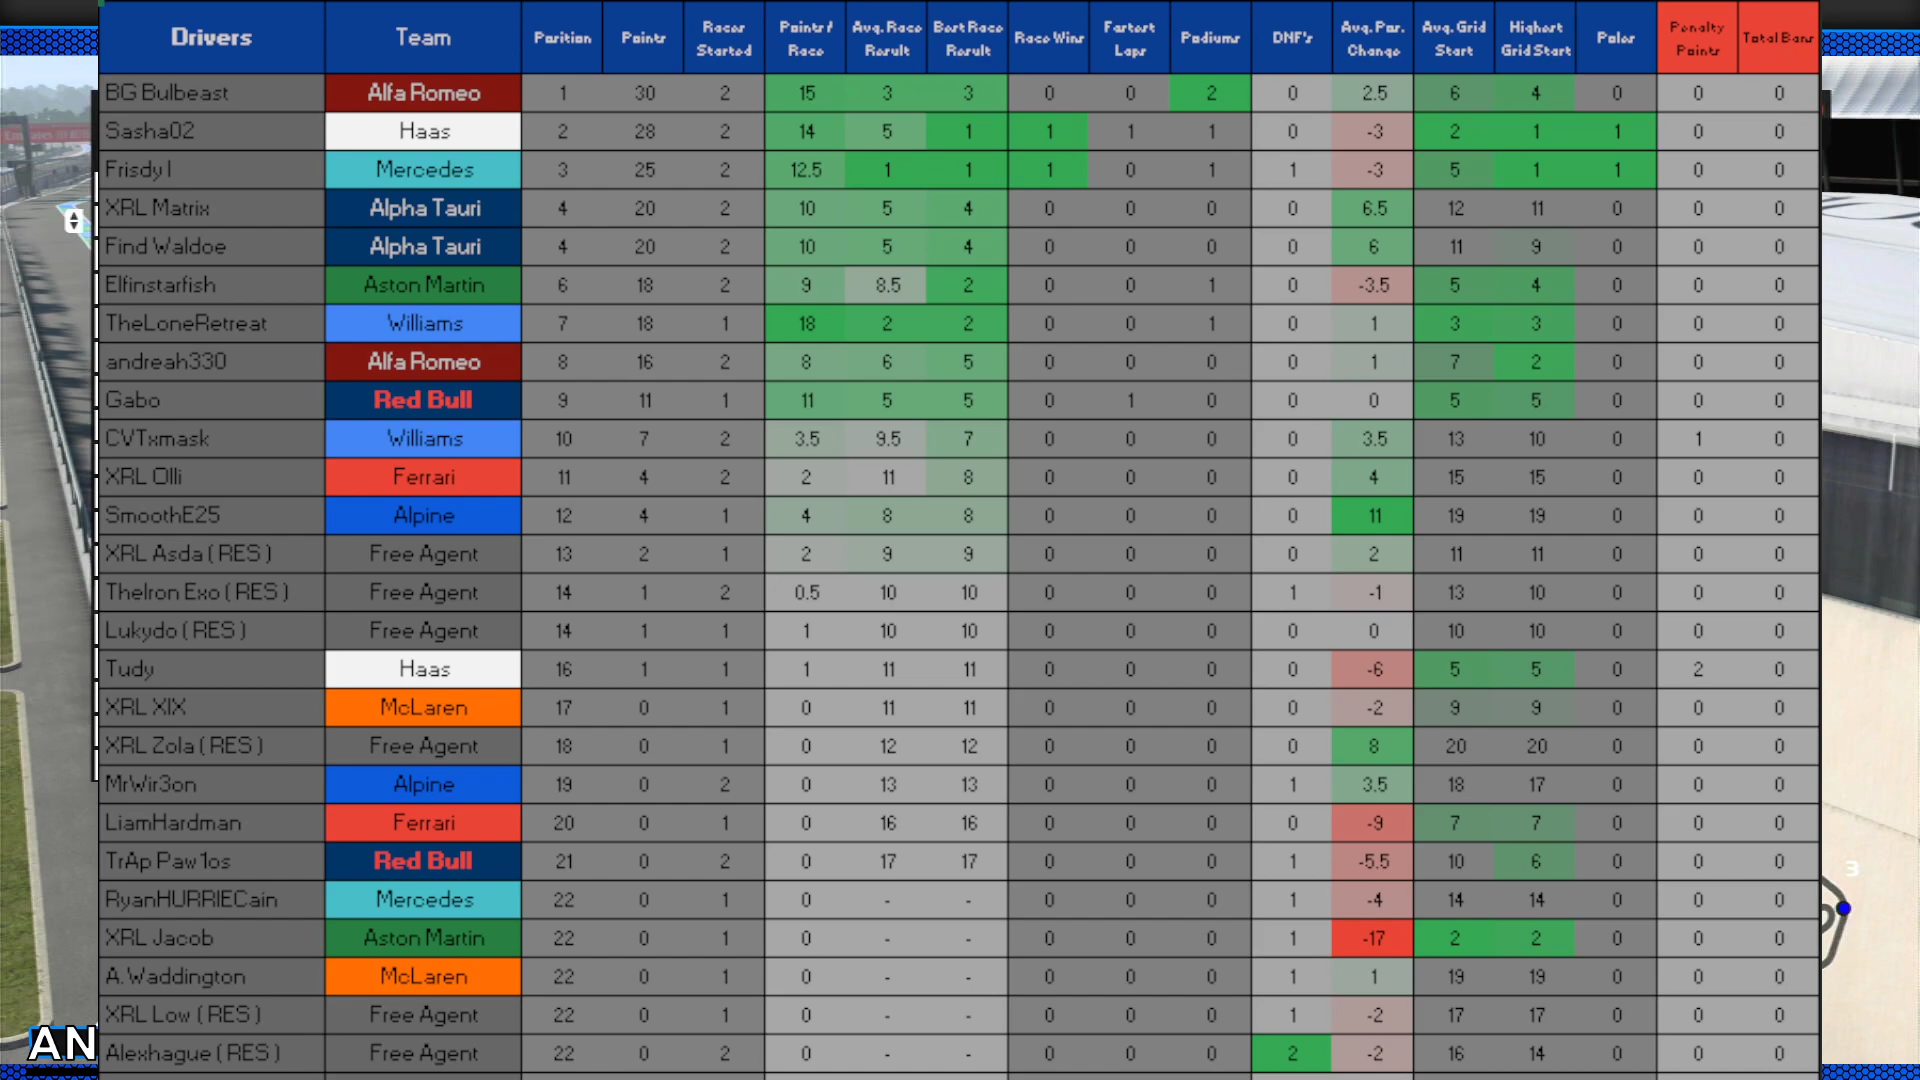 Drivers Team Position Points Races Started Points / Race Avg. Race Result Best Race Result Race Wins Fastest Laps Podiums DNF's Avg. Pos. Change Avg. Grid Start Highest Grid Start Poles Penalty Points Total Bans
BG Bulbeast Alfa Romeo 1 30 2 15 3 3 0 0 2 0 2.5 6 4 0 0 0
Sasha02 Haas 2 28 2 14 5 1 1 1 1 0 -3 2 1 1 0 0
Frisdy1 Mercedes 3 25 2 12.5 1 1 1 0 1 1 -3 5 1 1 0 0
XRL Matrix Alpha Tauri 4 20 2 10 5 4 0 0 0 0 6.5 12 11 0 0 0
Find Waldoe Alpha Tauri 4 20 2 10 5 4 0 0 0 0 6 11 9 0 0 0
Elfinstarfish Aston Martin 6 18 2 9 8.5 2 0 0 1 0 -3.5 5 4 0 0 0
TheLoneRetreat Williams 7 18 1 18 2 2 0 0 1 0 1 3 3 0 0 0
andreah330 Alfa Romeo 8 16 2 8 6 5 0 0 0 0 1 7 2 0 0 0
Gabo Red Bull 9 11 1 11 5 5 0 1 0 0 0 5 5 0 0 0
CVTxmask Williams 10 7 2 3.5 9.5 7 0 0 0 0 3.5 13 10 0 1 0
XRL Olli Ferrari 11 4 2 2 11 8 0 0 0 0 4 15 15 0 0 0
SmoothE25 Alpine 12 4 1 4 8 8 0 0 0 0 11 19 19 0 0 0
XRL Asda ( RES ) Free Agent 13 2 1 2 9 9 0 0 0 0 2 11 11 0 0 0
TheIron Exo ( RES ) Free Agent 14 1 2 0.5 10 10 0 0 0 1 -1 13 10 0 0 0
Lukydo ( RES ) Free Agent 14 1 1 1 10 10 0 0 0 0 0 10 10 0 0 0
Tudy Haas 16 1 1 1 11 11 0 0 0 0 -6 5 5 0 2 0
XRL XIX McLaren 17 0 1 0 11 11 0 0 0 0 -2 9 9 0 0 0
XRL Zola ( RES ) Free Agent 18 0 1 0 12 12 0 0 0 0 8 20 20 0 0 0
MrWir3on Alpine 19 0 2 0 13 13 0 0 0 1 3.5 18 17 0 0 0
LiamHardman Ferrari 20 0 1 0 16 16 0 0 0 0 -9 7 7 0 0 0
TrAp Paw1os Red Bull 21 0 2 0 17 17 0 0 0 1 -5.5 10 6 0 0 0
RyanHURRIECain Mercedes 22 0 1 0 - - 0 0 0 1 -4 14 14 0 0 0
XRL Jacob Aston Martin 22 0 1 0 - - 0 0 0 1 -17 2 2 0 0 0
A.Waddington McLaren 22 0 1 0 - - 0 0 0 1 1 19 19 0 0 0
XRL Low ( RES ) Free Agent 22 0 1 0 - - 0 0 0 1 -2 17 17 0 0 0
Alexhague ( RES ) Free Agent 22 0 2 0 - - 0 0 0 2 -2 16 14 0 0 0
3
AN